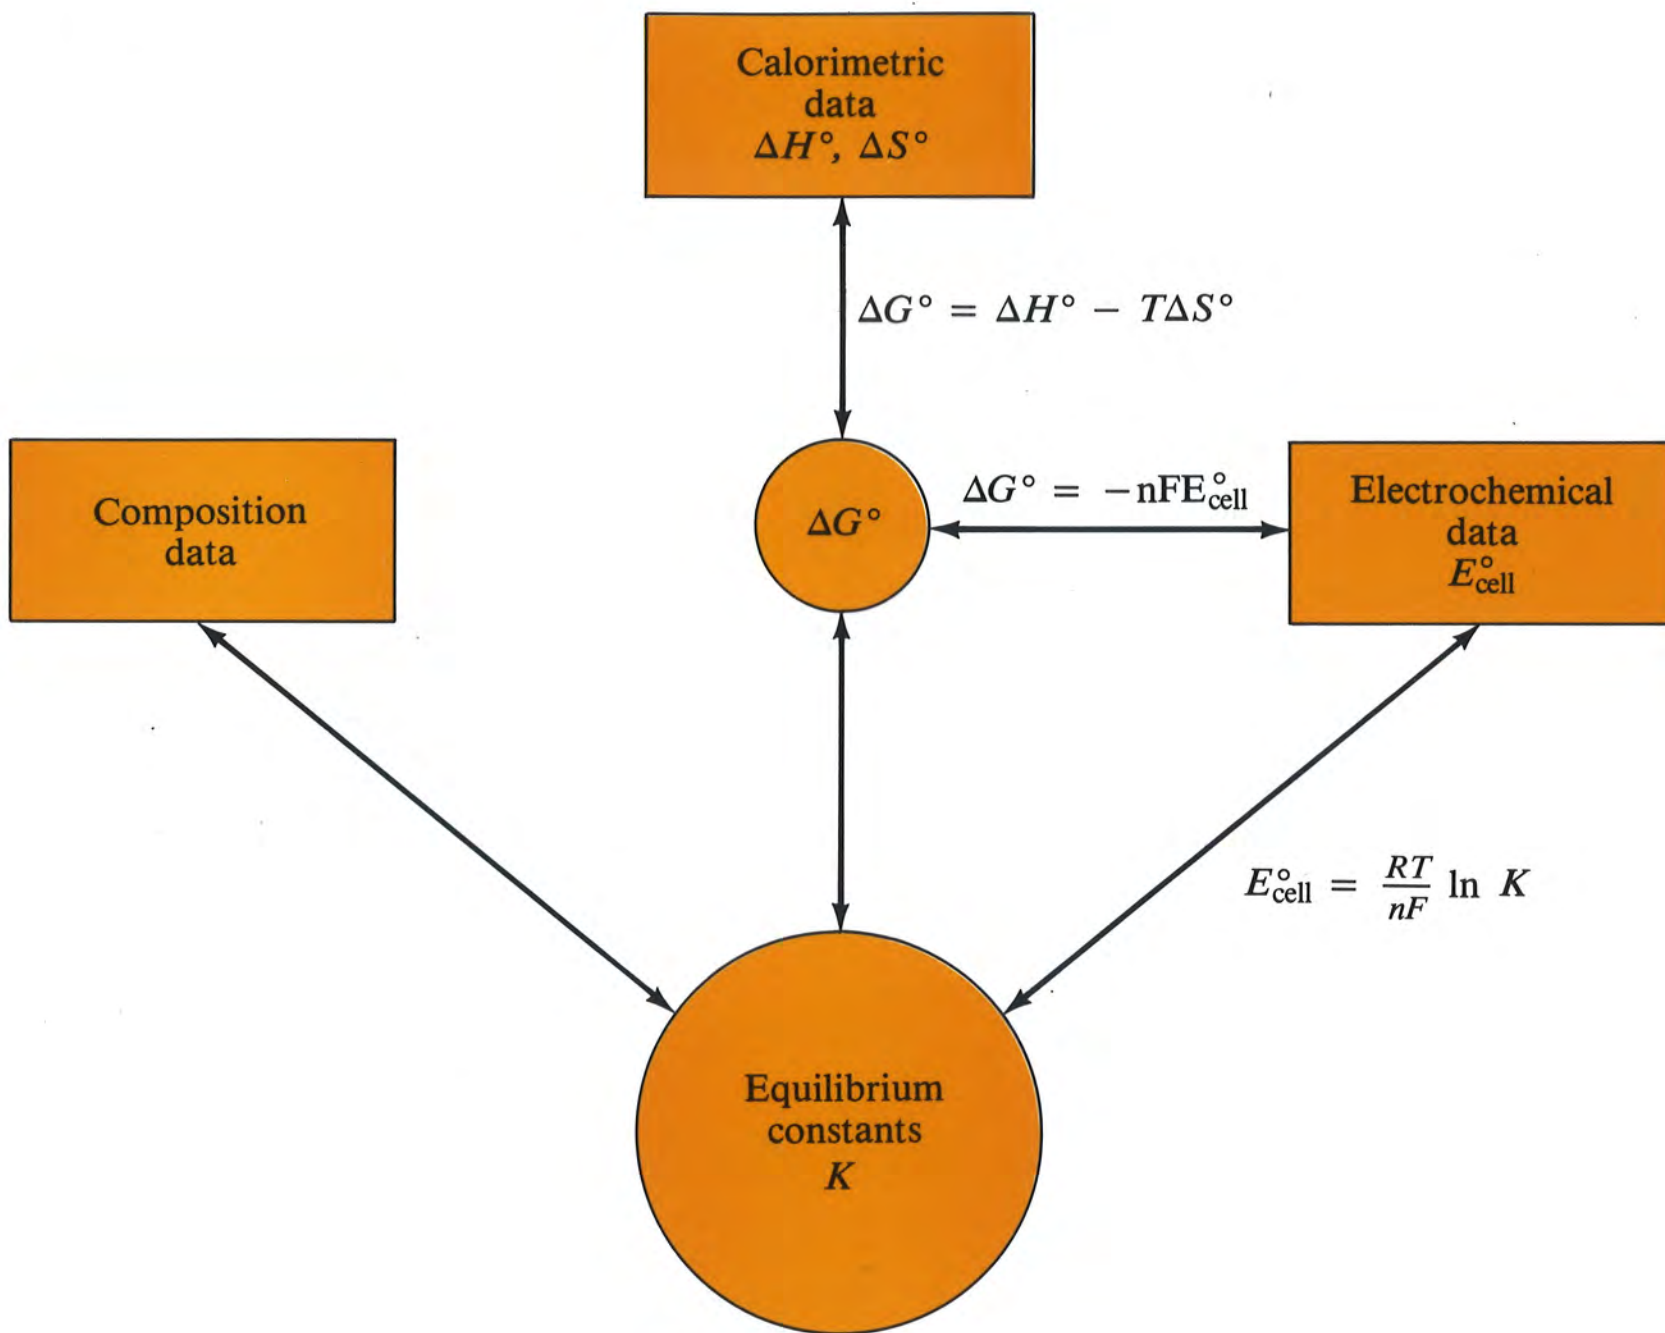 Calorimetric
data
ΔH°, ΔS°
ΔG° = ΔH° − TΔS°
Composition
data
ΔG°
ΔG° = −nFE°cell
Electrochemical
data
E°cell
E°cell = RT/nF ln K
Equilibrium
constants
K